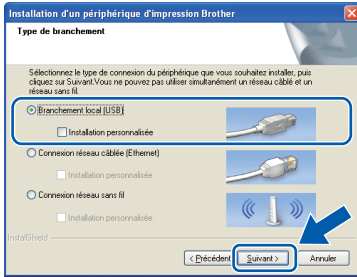 Installation d'un périphérique d'impression Brother
Type de branchement
Sélectionnez le type de connexion du périphérique que vous souhaitez installer, puis
cliquez sur Suivant.Vous ne pouvez pas utiliser simultanément un réseau câblé et un
réseau sans fil.
Branchement local (USB)
Installation personnalisée
Connexion réseau câblée (Ethernet)
Installation personnalisée
Connexion réseau sans fil
Installation personnalisée
InstallShield
< Précédent Suivant > Annuler